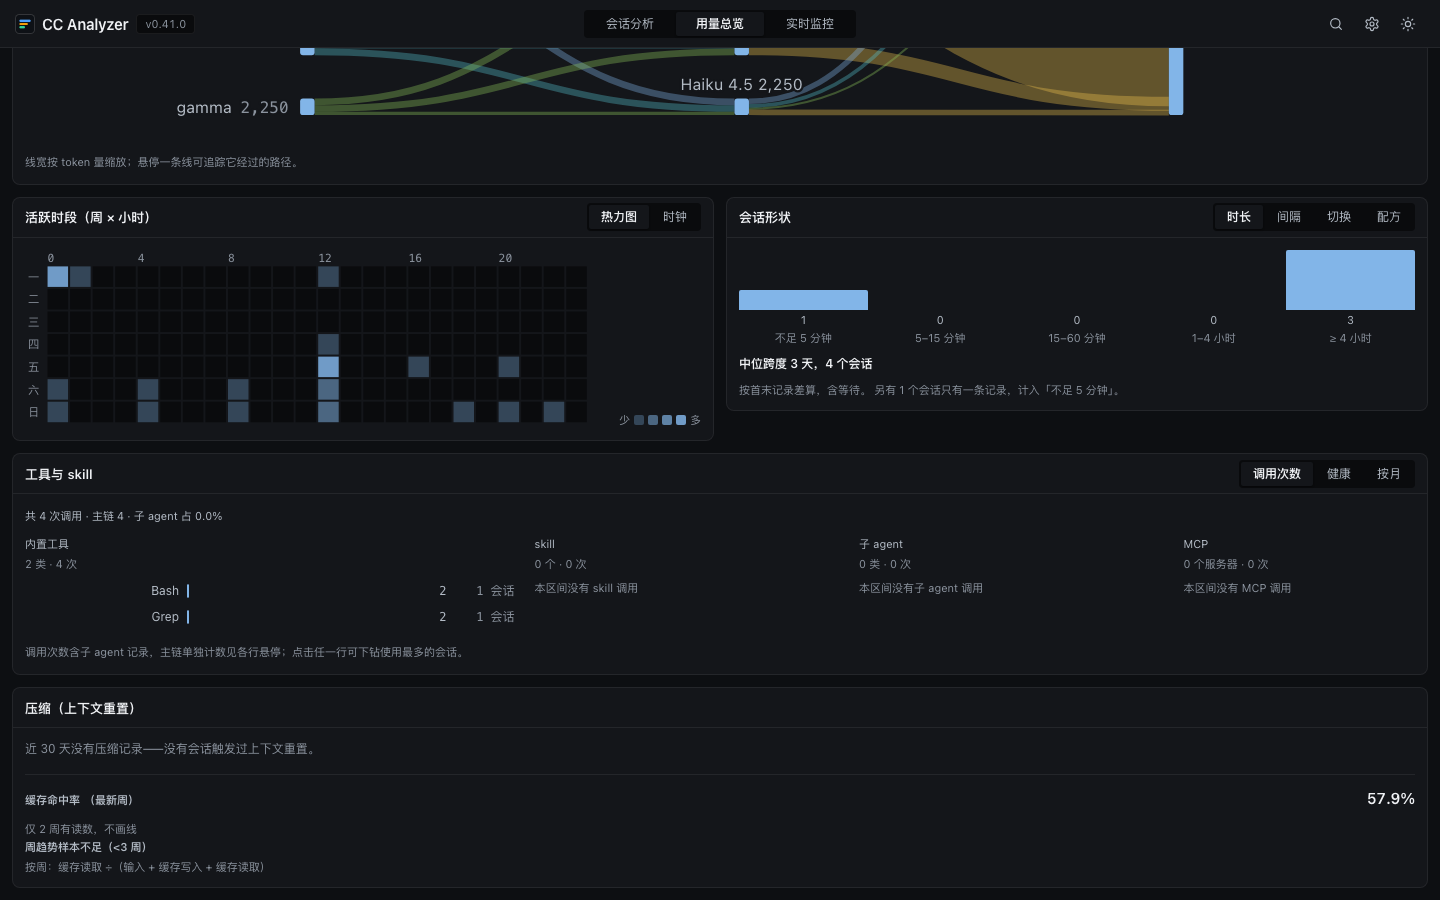 CC Analyzer v0.41.0 会话分析 用量总览 实时监控
Haiku 4.5 2,250
gamma 2,250
线宽按 token 量缩放；悬停一条线可追踪它经过的路径。
活跃时段（周 × 小时） 热力图 时钟
0 4 8 12 16 20
一
二
三
四
五
六
日
少 多
会话形状 时长 间隔 切换 配方
1 0 0 0 3
不足 5 分钟 5–15 分钟 15–60 分钟 1–4 小时 ≥ 4 小时
中位跨度 3 天，4 个会话
按首末记录差算，含等待。 另有 1 个会话只有一条记录，计入「不足 5 分钟」。
工具与 skill 调用次数 健康 按月
共 4 次调用 · 主链 4 · 子 agent 占 0.0%
内置工具
2 类 · 4 次
Bash 2 1 会话
Grep 2 1 会话
skill
0 个 · 0 次
本区间没有 skill 调用
子 agent
0 类 · 0 次
本区间没有子 agent 调用
MCP
0 个服务器 · 0 次
本区间没有 MCP 调用
调用次数含子 agent 记录，主链单独计数见各行悬停；点击任一行可下钻使用最多的会话。
压缩（上下文重置）
近 30 天没有压缩记录——没有会话触发过上下文重置。
缓存命中率 （最新周） 57.9%
仅 2 周有读数，不画线
周趋势样本不足（<3 周）
按周：缓存读取 ÷（输入 + 缓存写入 + 缓存读取）